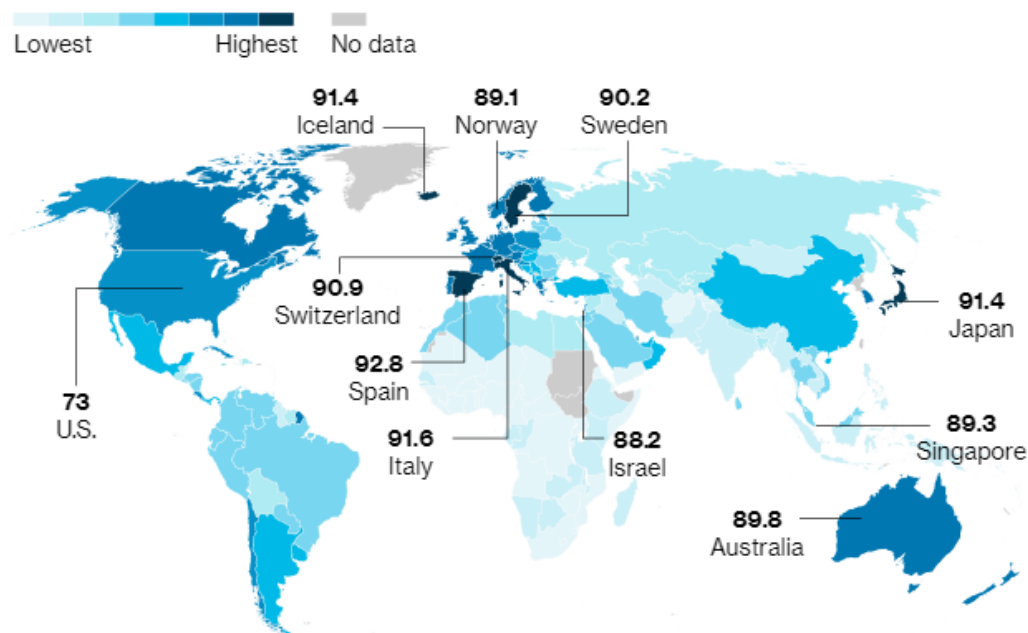 Lowest Highest No data
91.4
Iceland
89.1
Norway
90.2
Sweden
90.9
Switzerland
91.4
Japan
92.8
Spain
73
U.S.
91.6
Italy
88.2
Israel
89.3
Singapore
89.8
Australia